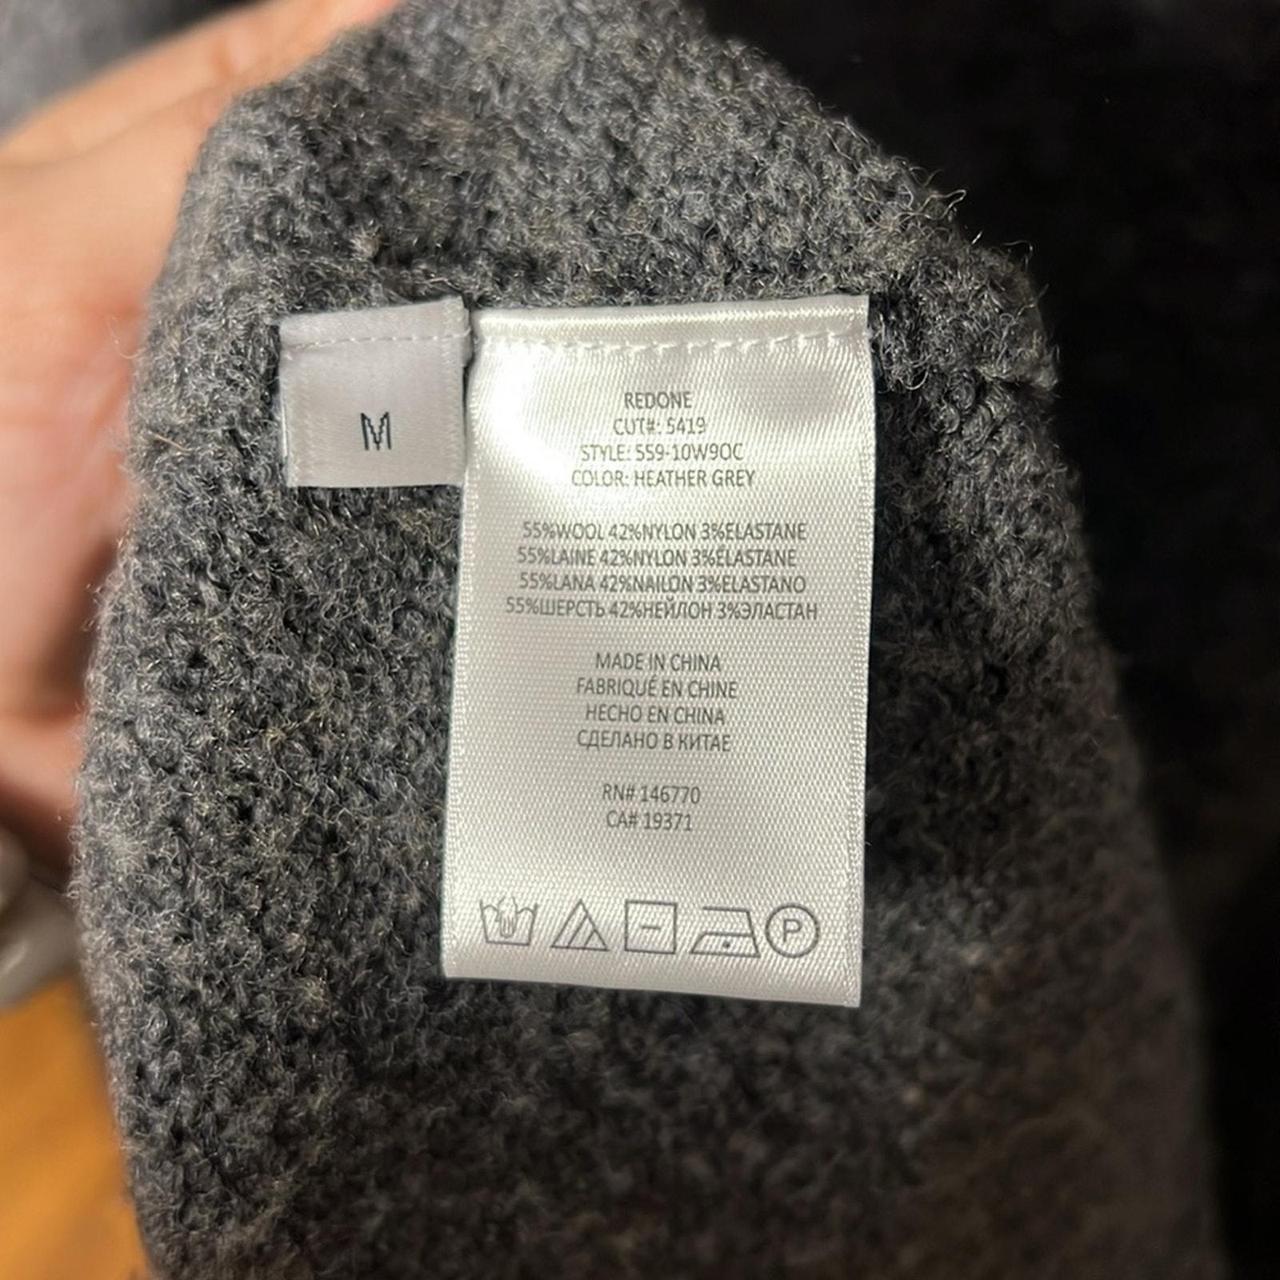 M
REDONE
CUT#: 5419
STYLE: 559-10W9OC
COLOR: HEATHER GREY
55%WOOL 42%NYLON 3%ELASTANE
55%LAINE 42%NYLON 3%ÉLASTANE
55%LANA 42%NAILON 3%ELASTANO
55%ШЕРСТЬ 42%НЕЙЛОН 3%ЭЛАСТАН
MADE IN CHINA
FABRIQUÉ EN CHINE
HECHO EN CHINA
СДЕЛАНО В КИТАЕ
RN# 146770
CA# 19371
P